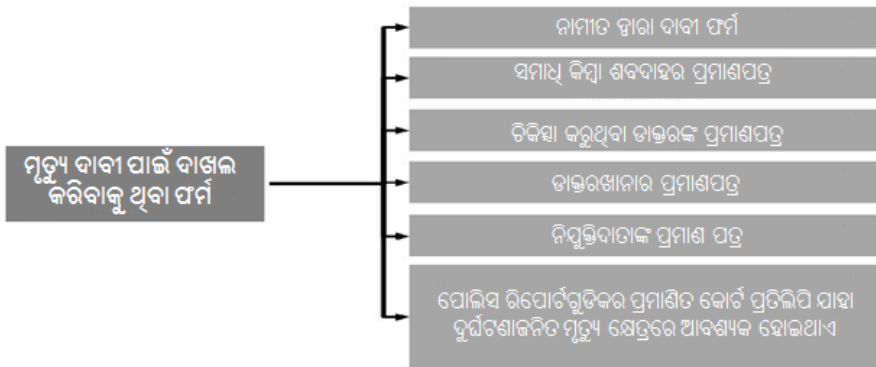 ମୃତ୍ୟୁ ଦାବୀ ପାଇଁ ଦାଖଲ
କରିବାକୁ ଥିବା ଫର୍ମ
ନାମୀତ ଦ୍ୱାରା ଦାବୀ ଫର୍ମ
ସମାଧି କିମ୍ବା ଶବଦାହର ପ୍ରମାଣପତ୍ର
ଚିକିତ୍ସା କରୁଥିବା ଡାକ୍ତରଙ୍କ ପ୍ରମାଣପତ୍ର
ଡାକ୍ତରଖାନାର ପ୍ରମାଣପତ୍ର
ନିଯୁକ୍ତିଦାତାଙ୍କ ପ୍ରମାଣ ପତ୍ର
ପୋଲିସ ରିପୋର୍ଟଗୁଡିକର ପ୍ରମାଣିତ କୋର୍ଟ ପ୍ରତିଲିପି ଯାହା
ଦୁର୍ଘଟଣାଜନିତ ମୃତ୍ୟୁ କ୍ଷେତ୍ରରେ ଆବଶ୍ୟକ ହୋଇଥାଏ